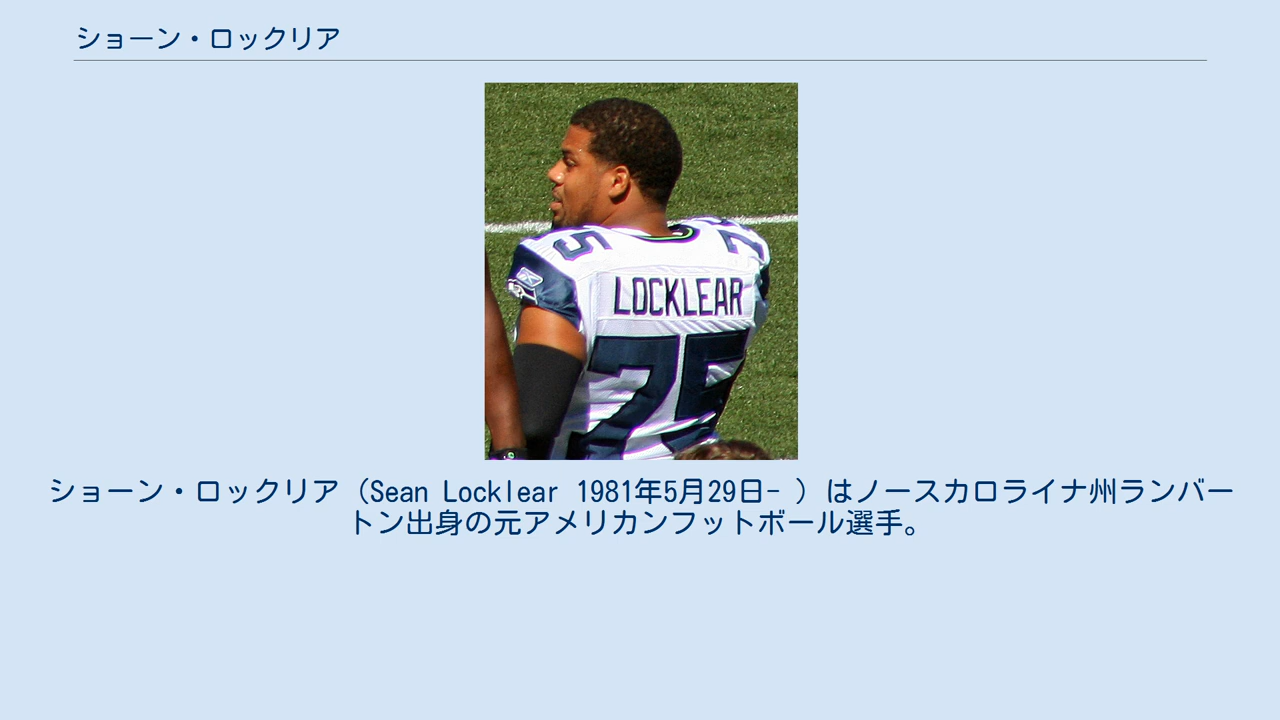 ショーン・ロックリア
5
LOCKLEAR
75
ショーン・ロックリア（Sean Locklear 1981年5月29日- ）はノースカロライナ州ランバー
トン出身の元アメリカンフットボール選手。